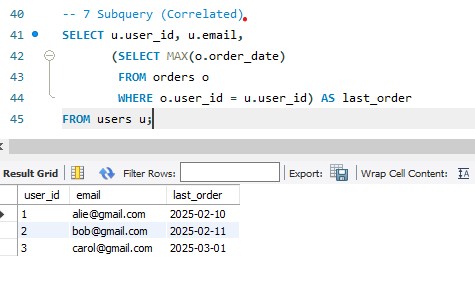 40 -- 7 Subquery (Correlated)
41 SELECT u.user_id, u.email,
42 (SELECT MAX(o.order_date)
43 FROM orders o
44 WHERE o.user_id = u.user_id) AS last_order
45 FROM users u;
Result Grid Filter Rows: Export: Wrap Cell Content: IA
user_id email last_order
1 alie@gmail.com 2025-02-10
2 bob@gmail.com 2025-02-11
3 carol@gmail.com 2025-03-01